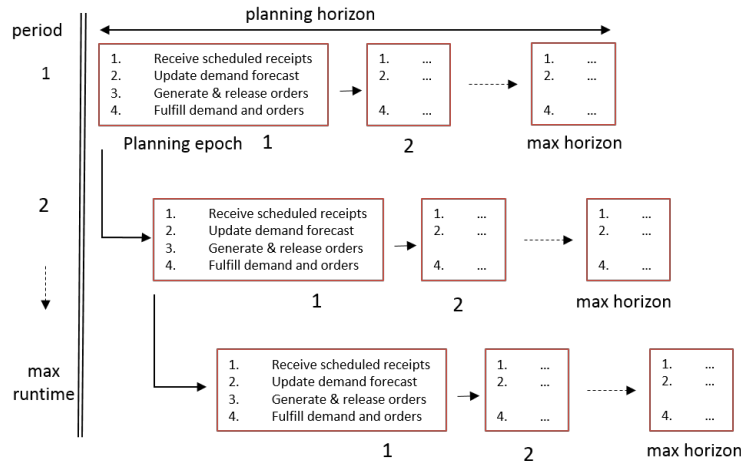 planning horizon
period
1
1. Receive scheduled receipts
2. Update demand forecast
3. Generate & release orders
4. Fulfill demand and orders
1. ...
2. ...
4. ...
1. ...
2. ...
4. ...
Planning epoch 1
2
max horizon
2
1. Receive scheduled receipts
2. Update demand forecast
3. Generate & release orders
4. Fulfill demand and orders
1. ...
2. ...
4. ...
1. ...
2. ...
4. ...
1
2
max horizon
max
runtime
1. Receive scheduled receipts
2. Update demand forecast
3. Generate & release orders
4. Fulfill demand and orders
1. ...
2. ...
4. ...
1. ...
2. ...
4. ...
1
2
max horizon